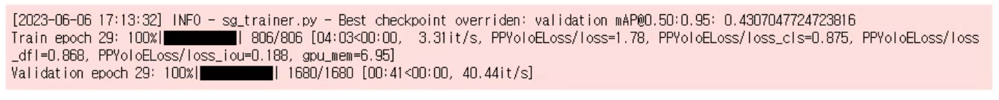 [2023-06-06 17:13:32] INFO - sg_trainer.py - Best checkpoint overriden: validation mAP@0.50:0.95: 0.4307047724723816
Train epoch 29: 100%|██████████| 806/806 [04:03<00:00,  3.31it/s, PPYoloELoss/loss=1.78, PPYoloELoss/loss_cls=0.875, PPYoloELoss/loss
_dfl=0.868, PPYoloELoss/loss_iou=0.188, gpu_mem=6.95]
Validation epoch 29: 100%|██████████| 1680/1680 [00:41<00:00, 40.44it/s]